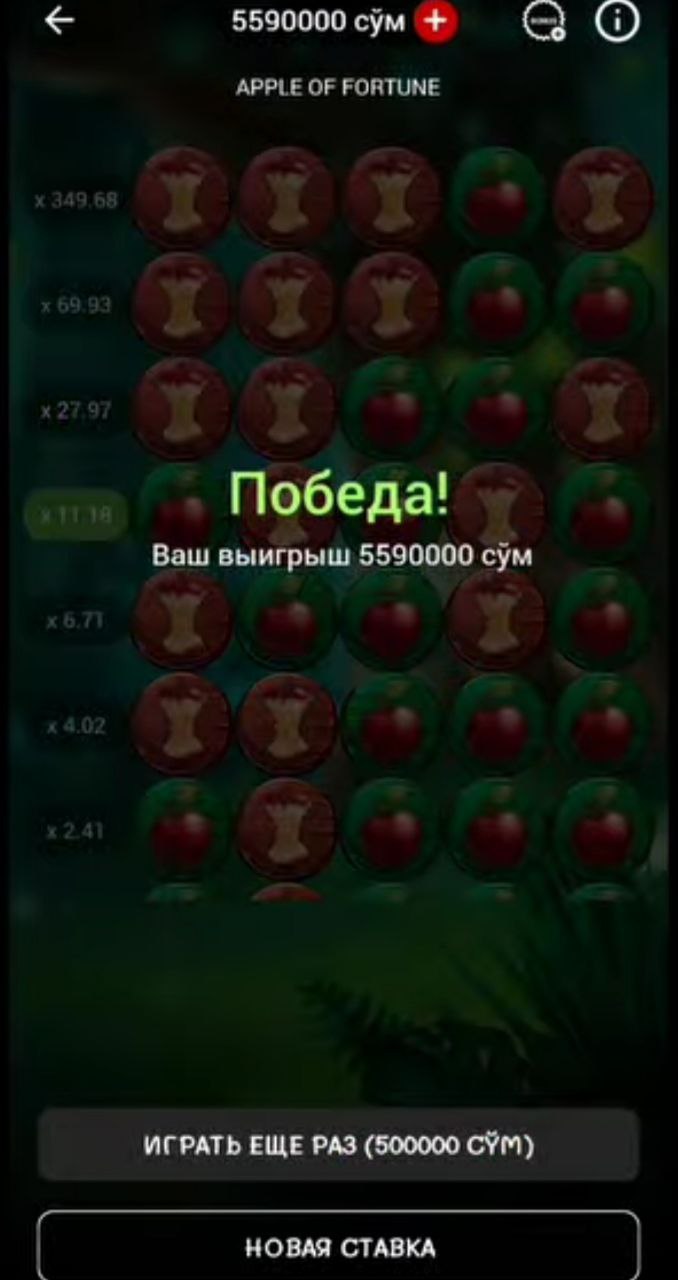 5590000 сўм
BONUS
APPLE OF FORTUNE
x 349.68
x 69.93
x 27.97
x 11.18
Победа!
Ваш выигрыш 5590000 сўм
x 6.71
x 4.02
x 2.41
ИГРАТЬ ЕЩЕ РАЗ (500000 СЎМ)
НОВАЯ СТАВКА